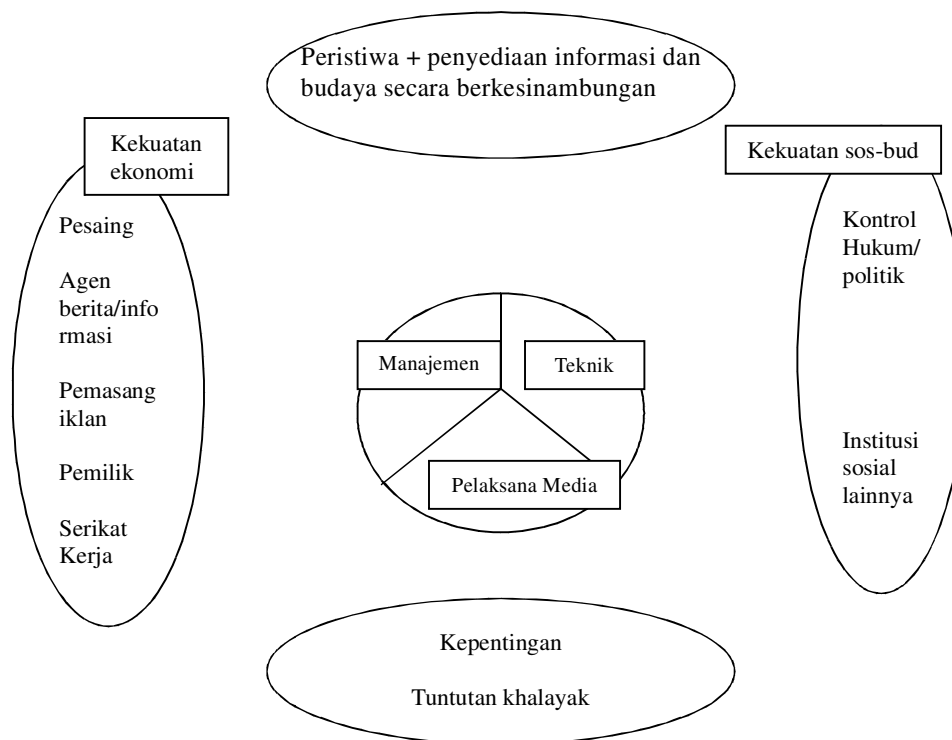 Peristiwa + penyediaan informasi dan
budaya secara berkesinambungan
Kekuatan
ekonomi
Pesaing
Agen
berita/info
rmasi
Pemasang
iklan
Pemilik
Serikat
Kerja
Manajemen
Teknik
Pelaksana Media
Kekuatan sos-bud
Kontrol
Hukum/
politik
Institusi
sosial
lainnya
Kepentingan
Tuntutan khalayak